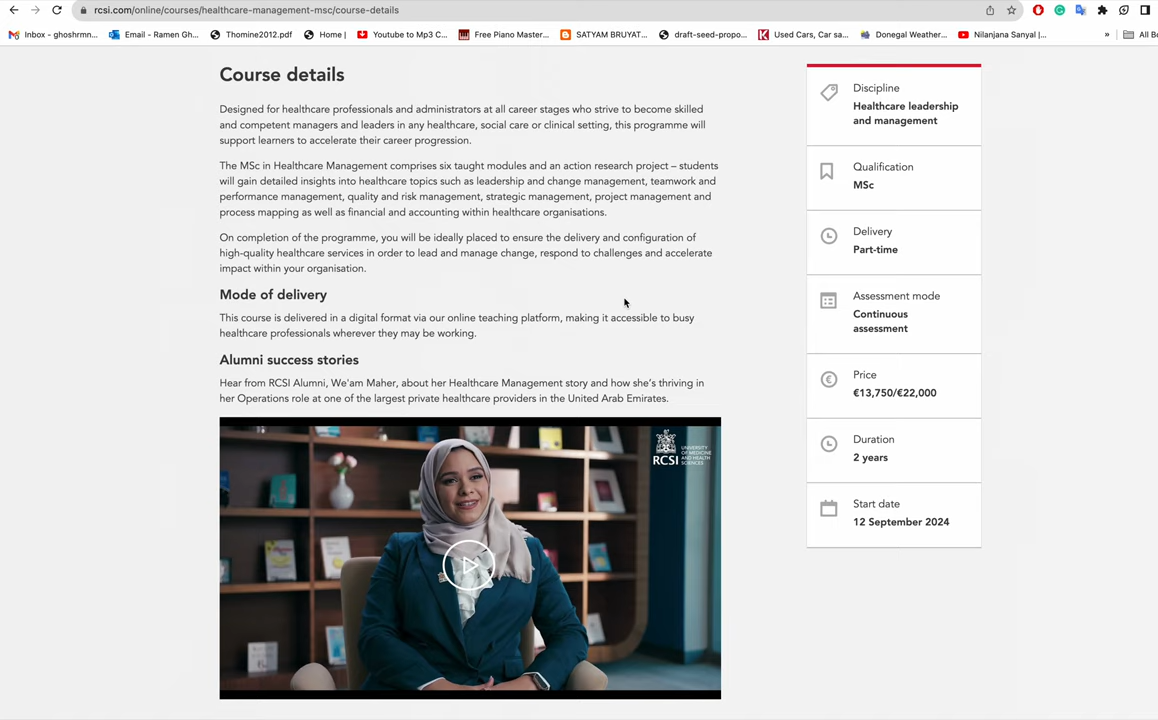 rcsi.com/online/courses/healthcare-management-msc/course-details
Inbox - ghoshrmn...
Email - Ramen Gh...
Thomine2012.pdf
Home |
Youtube to Mp3 C...
Free Piano Master...
SATYAM BRUYAT...
draft-seed-propo...
Used Cars, Car sa...
Donegal Weather...
Nilanjana Sanyal |...
»
All Bo
Course details
Designed for healthcare professionals and administrators at all career stages who strive to become skilled
and competent managers and leaders in any healthcare, social care or clinical setting, this programme will
support learners to accelerate their career progression.
The MSc in Healthcare Management comprises six taught modules and an action research project – students
will gain detailed insights into healthcare topics such as leadership and change management, teamwork and
performance management, quality and risk management, strategic management, project management and
process mapping as well as financial and accounting within healthcare organisations.
On completion of the programme, you will be ideally placed to ensure the delivery and configuration of
high-quality healthcare services in order to lead and manage change, respond to challenges and accelerate
impact within your organisation.
Mode of delivery
This course is delivered in a digital format via our online teaching platform, making it accessible to busy
healthcare professionals wherever they may be working.
Alumni success stories
Hear from RCSI Alumni, We'am Maher, about her Healthcare Management story and how she's thriving in
her Operations role at one of the largest private healthcare providers in the United Arab Emirates.
RCSI
UNIVERSITY
OF MEDICINE
AND HEALTH
SCIENCES
Discipline
Healthcare leadership
and management
Qualification
MSc
Delivery
Part-time
Assessment mode
Continuous
assessment
Price
€13,750/€22,000
Duration
2 years
Start date
12 September 2024